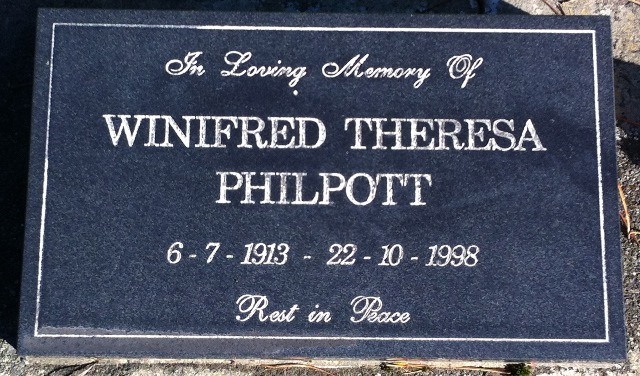 In Loving Memory Of
WINIFRED THERESA
PHILPOTT
6 - 7 - 1913 - 22 - 10 - 1998
Rest in Peace